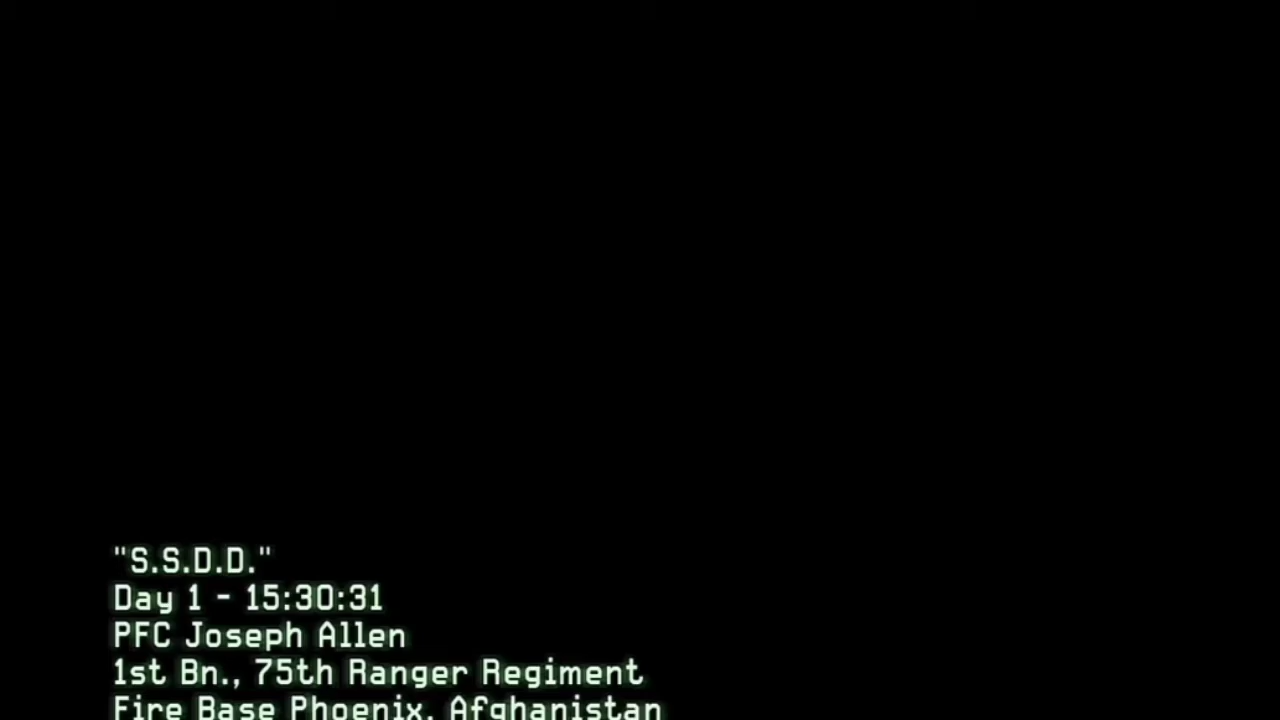 "S.S.D.D."
Day 1 - 15:30:31
PFC Joseph Allen
1st Bn., 75th Ranger Regiment
Fire Base Phoenix, Afghanistan